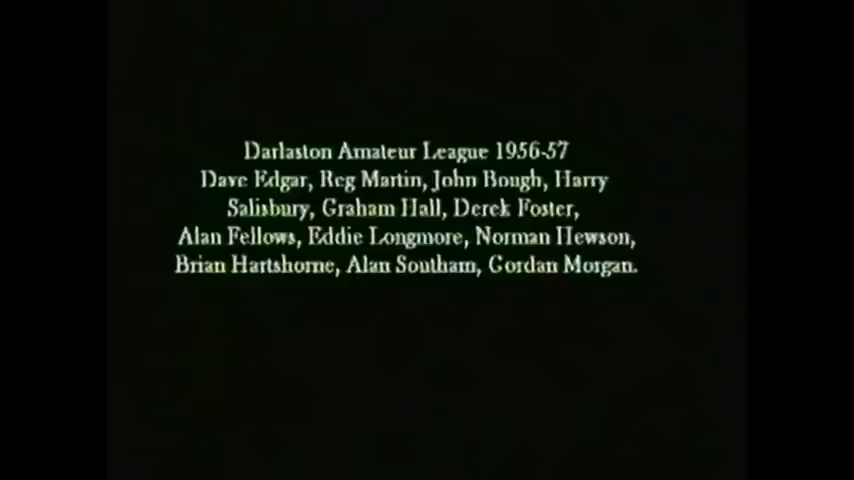 Darlaston Amateur League 1956-57
Dave Edgar, Reg Martin, John Bough, Harry
Salisbury, Graham Hall, Derek Foster,
Alan Fellows, Eddie Longmore, Norman Hewson,
Brian Hartshorne, Alan Southam, Gordan Morgan.